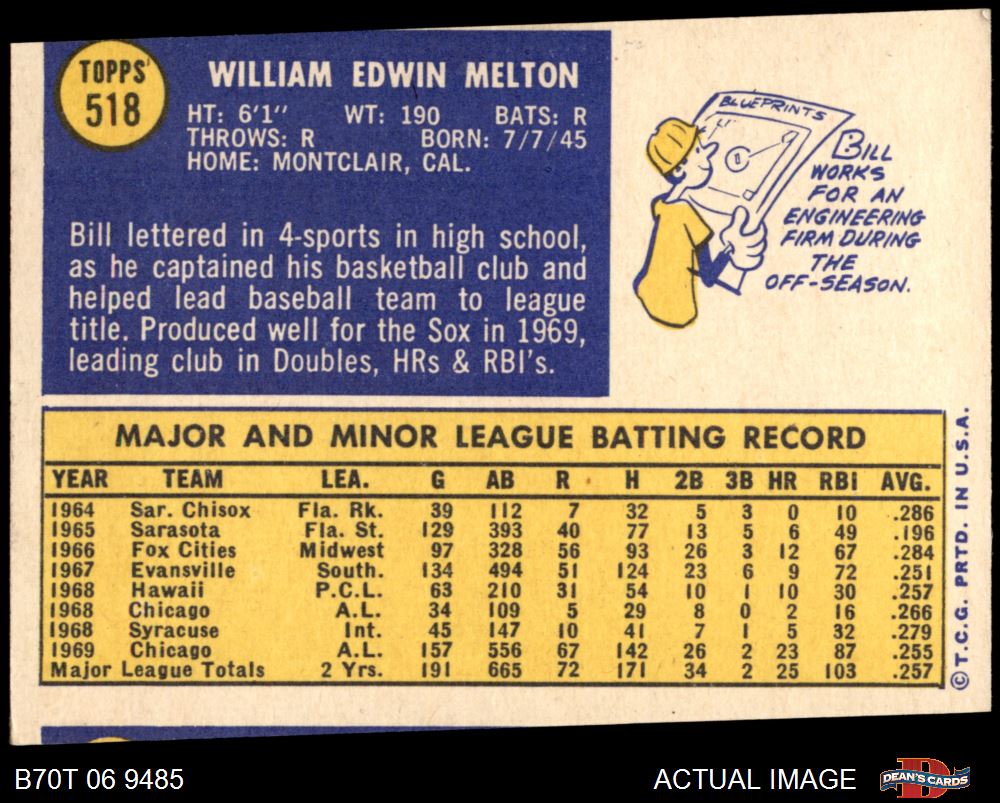 TOPPS
518
WILLIAM EDWIN MELTON
HT: 6'1" WT: 190 BATS: R
THROWS: R BORN: 7/7/45
HOME: MONTCLAIR, CAL.
Bill lettered in 4-sports in high school,
as he captained his basketball club and
helped lead baseball team to league
title. Produced well for the Sox in 1969,
leading club in Doubles, HRs & RBI's.
BLUEPRINTS
BILL
WORKS
FOR AN
ENGINEERING
FIRM DURING
THE
OFF-SEASON.
MAJOR AND MINOR LEAGUE BATTING RECORD
YEAR TEAM LEA. G AB R H 2B 3B HR RBI AVG.
1964 Sar. Chisox Fla. Rk. 39 112 7 32 5 3 0 10 .286
1965 Sarasota Fla. St. 129 393 40 77 13 5 6 49 .196
1966 Fox Cities Midwest 97 328 56 93 26 3 12 67 .284
1967 Evansville South. 134 494 51 124 23 6 9 72 .251
1968 Hawaii P.C.L. 63 210 31 54 10 1 10 30 .257
1968 Chicago A.L. 34 109 5 29 8 0 2 16 .266
1968 Syracuse Int. 45 147 10 41 7 1 5 32 .279
1969 Chicago A.L. 157 556 67 142 26 2 23 87 .255
Major League Totals 2 Yrs. 191 665 72 171 34 2 25 103 .257
©T.C.G. PRTD. IN U.S.A.
B70T 06 9485
ACTUAL IMAGE
DEAN'S CARDS